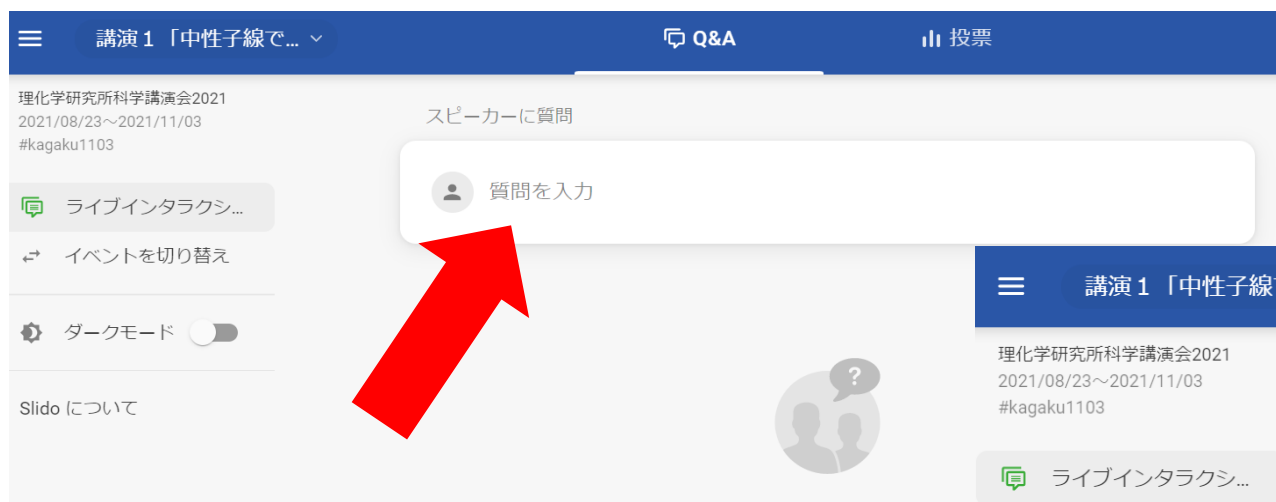 講演１「中性子線で...
Q&A
投票
理化学研究所科学講演会2021
2021/08/23～2021/11/03
#kagaku1103
ライブインタラクシ...
イベントを切り替え
ダークモード
Slido について
スピーカーに質問
質問を入力
?
講演１「中性子線
理化学研究所科学講演会2021
2021/08/23～2021/11/03
#kagaku1103
ライブインタラクシ...